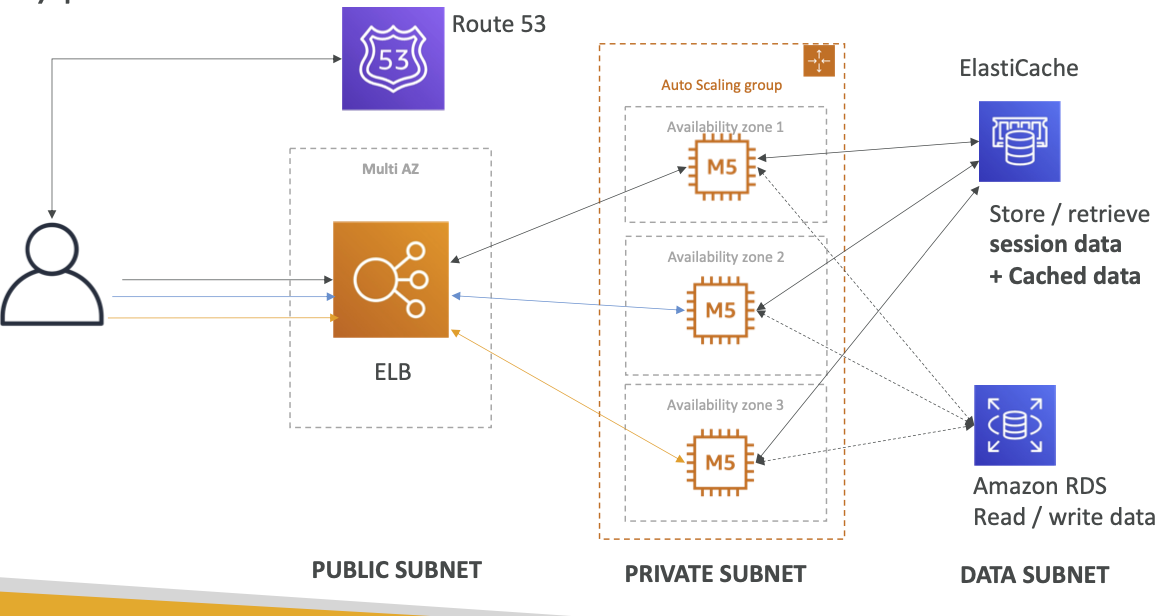 Route 53
53
ElastiCache
Auto Scaling group
Availability zone 1
M5
Multi AZ
Store / retrieve
session data
+ Cached data
Availability zone 2
M5
ELB
Availability zone 3
M5
Amazon RDS
Read / write data
PUBLIC SUBNET
PRIVATE SUBNET
DATA SUBNET